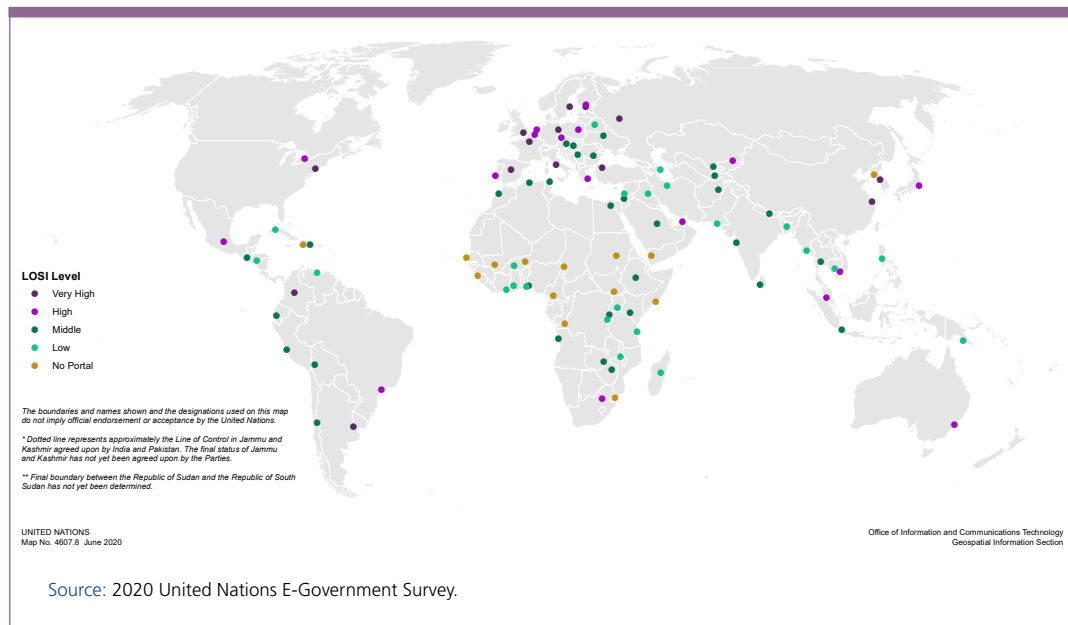 LOSI Level
Very High
High
Middle
Low
No Portal
The boundaries and names shown and the designations used on this map
do not imply official endorsement or acceptance by the United Nations.
* Dotted line represents approximately the Line of Control in Jammu and
Kashmir agreed upon by India and Pakistan. The final status of Jammu
and Kashmir has not yet been agreed upon by the Parties.
** Final boundary between the Republic of Sudan and the Republic of South
Sudan has not yet been determined.
UNITED NATIONS
Map No. 4607.8 June 2020
Office of Information and Communications Technology
Geospatial Information Section
Source: 2020 United Nations E-Government Survey.